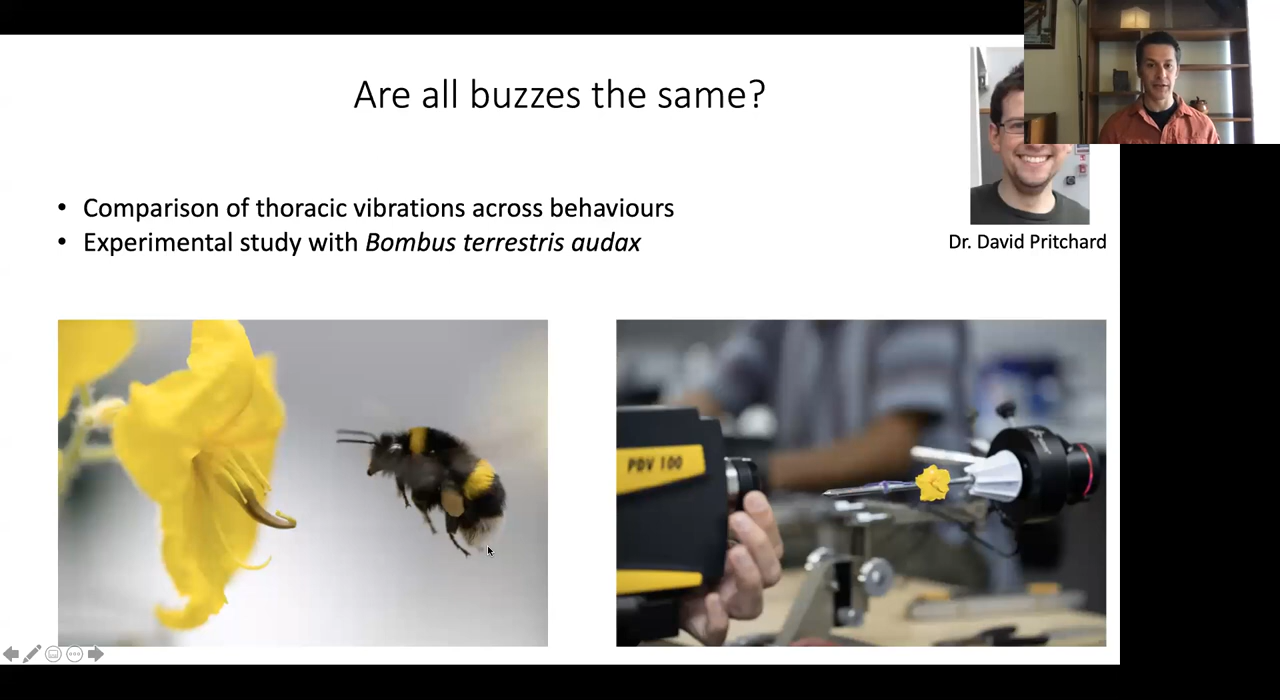 Are all buzzes the same?
• Comparison of thoracic vibrations across behaviours
• Experimental study with Bombus terrestris audax
Dr. David Pritchard
PDV 100